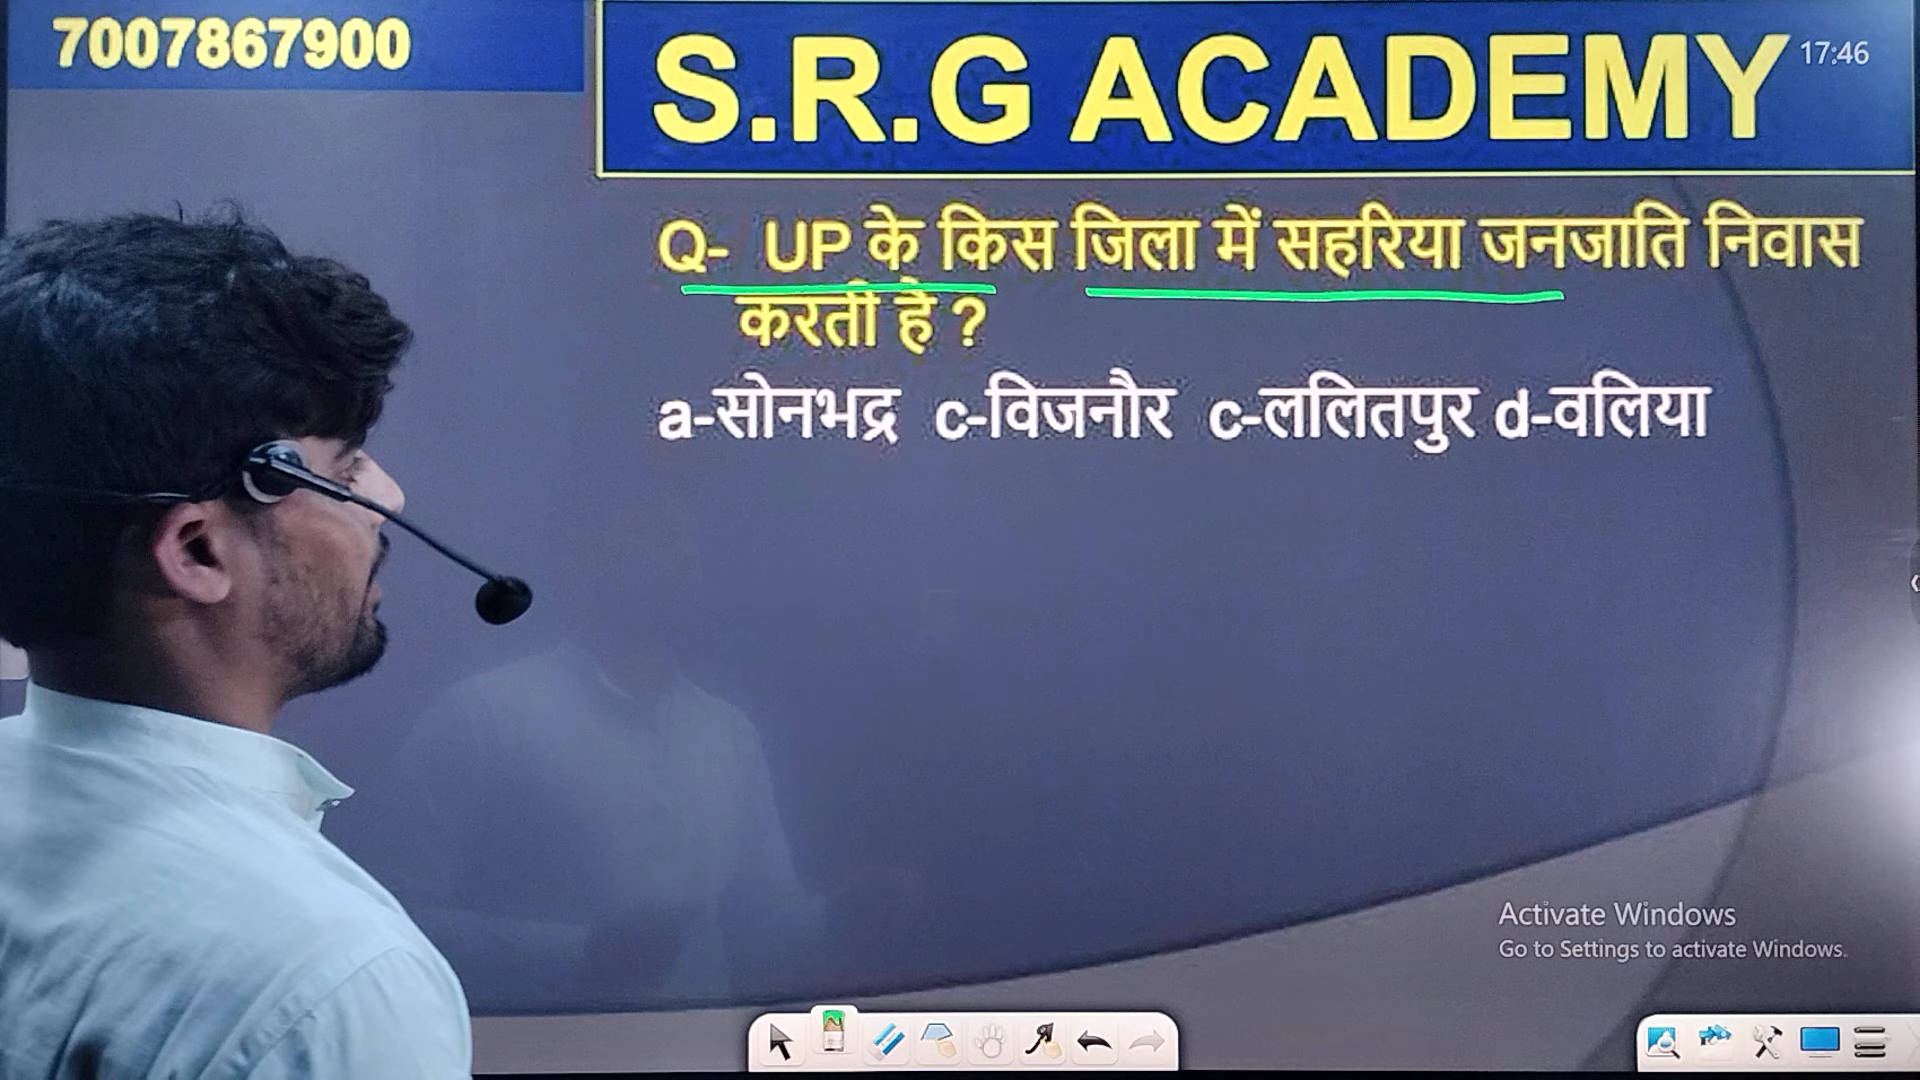 7007867900
S.R.G ACADEMY
17:46
Q- UP के किस जिला में सहरिया जनजाति निवास
करती हे ?
a-सोनभद्र c-विजनौर c-ललितपुर d-वलिया
Activate Windows
Go to Settings to activate Windows.